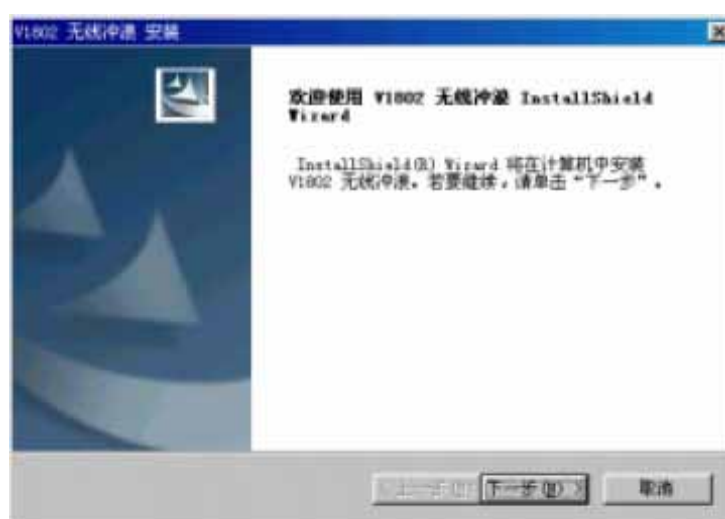 V1802 无线冲浪 安装
欢迎使用 V1802 无线冲浪 InstallShield
Wizard
InstallShield(R) Wizard 将在计算机中安装
V1802 无线冲浪。若要继续，请单击“下一步”。
下一步(N) >
取消